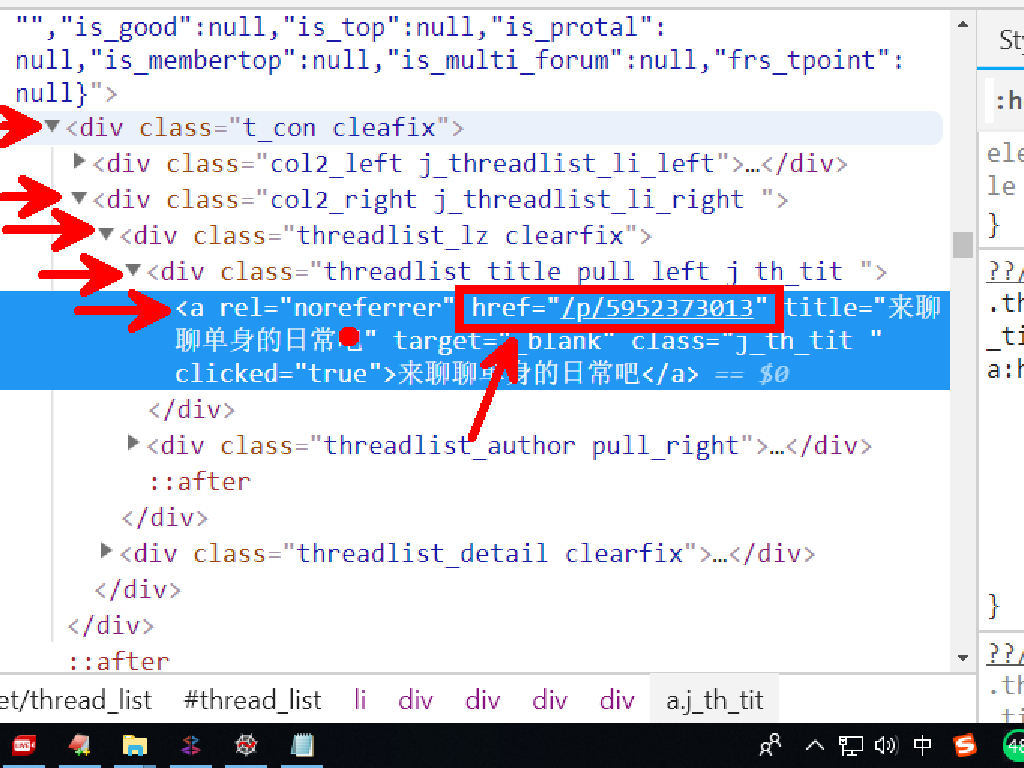 "","is_good":null,"is_top":null,"is_protal":
null,"is_membertop":null,"is_multi_forum":null,"frs_tpoint":
null}">
<div class="t_con cleafix">
<div class="col2_left j_threadlist_li_left">…</div>
<div class="col2_right j_threadlist_li_right ">
<div class="threadlist_lz clearfix">
<div class="threadlist_title pull_left j_th_tit ">
<a rel="noreferrer" href="/p/5952373013" title="来聊
聊单身的日常吧" target="_blank" class="j_th_tit "
clicked="true">来聊聊单身的日常吧</a> == $0
</div>
<div class="threadlist_author pull_right">…</div>
::after
</div>
<div class="threadlist_detail clearfix">…</div>
</div>
</div>
::after
et/thread_list #thread_list li div div div div a.j_th_tit
Sty
:h
ele
le
}
??/
.th
_ti
a:h
}
??/
.th
中